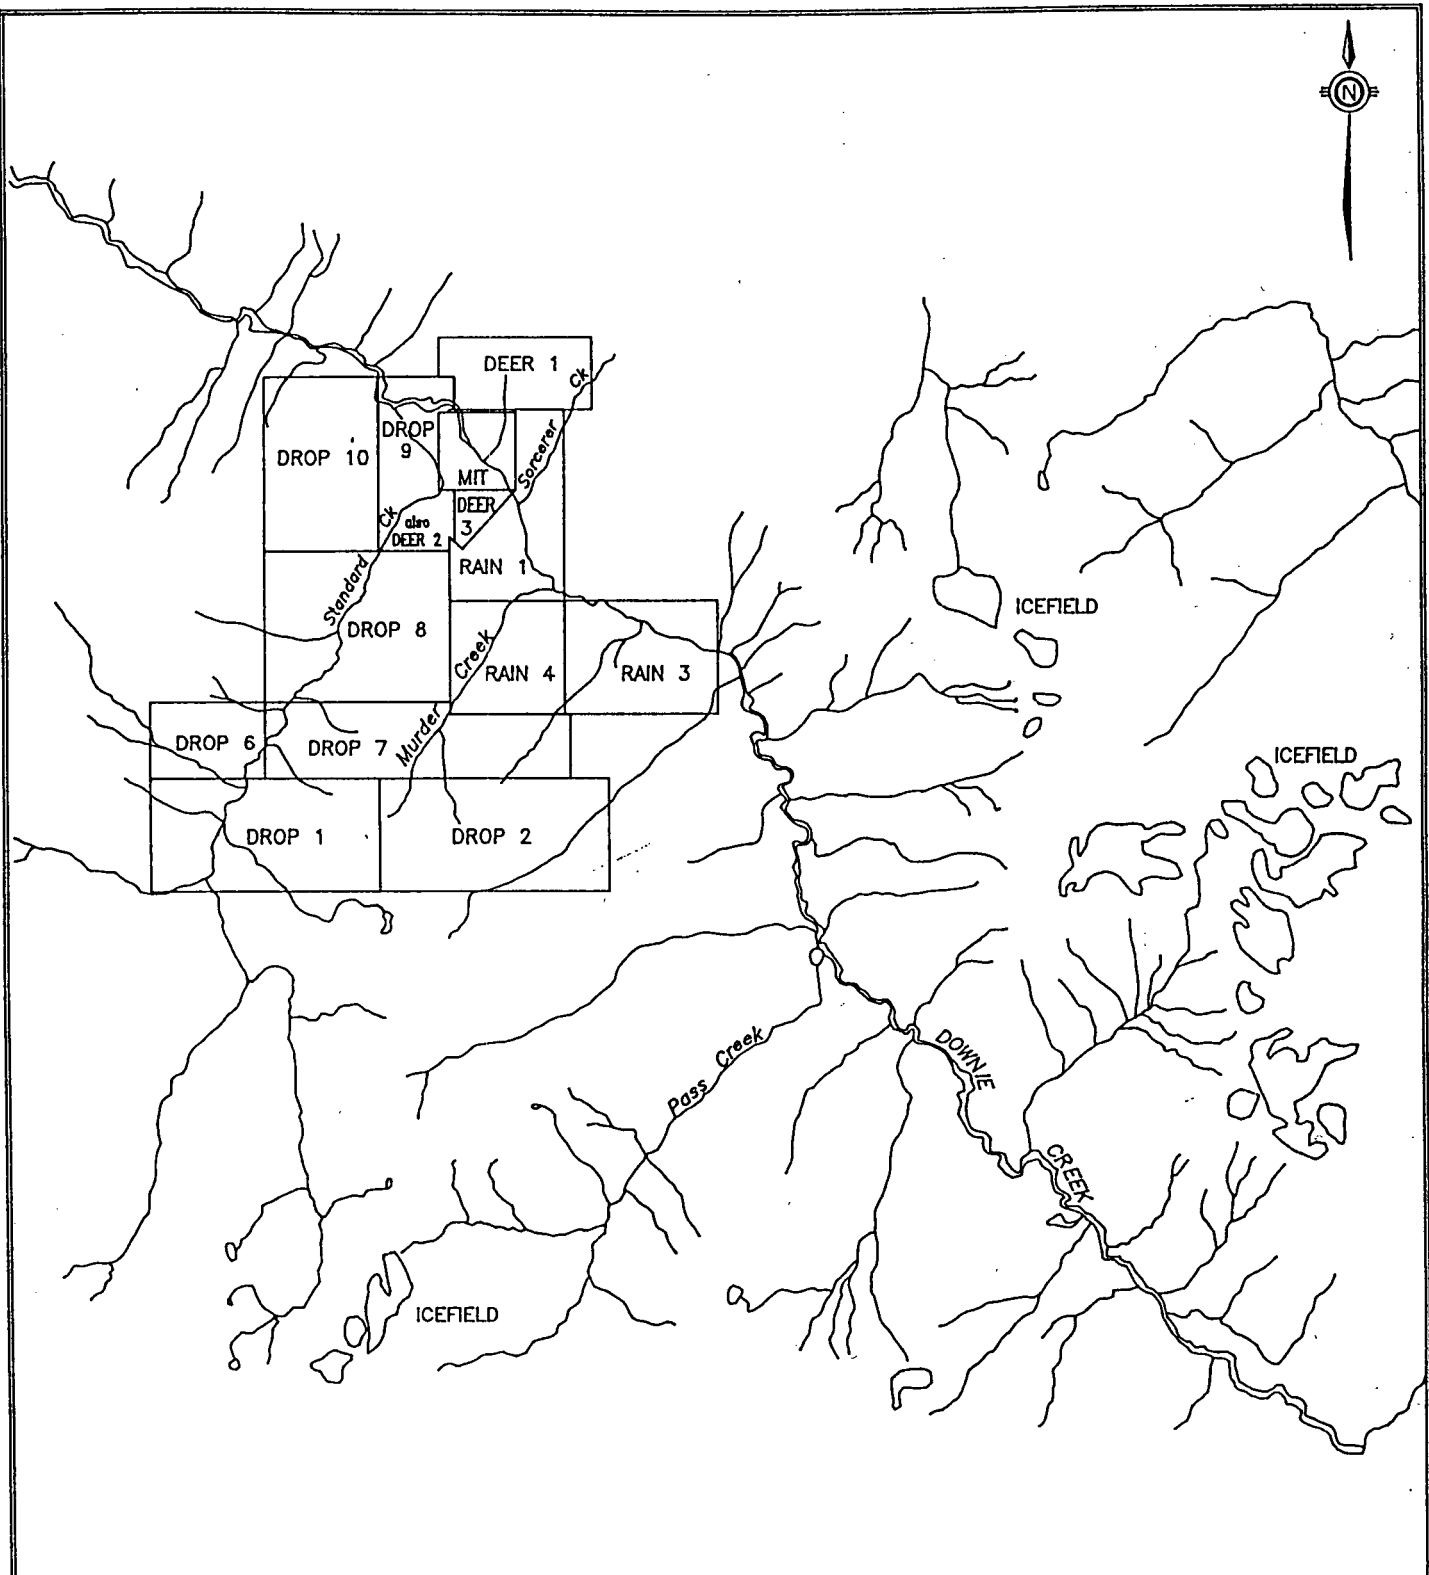 N
DEER 1
Ck
DROP
9
Sorcerer
DROP 10
MIT
DEER
3
Ck
also
DEER 2
RAIN 1
Standard
ICEFIELD
DROP 8
Creek
RAIN 4
RAIN 3
Murder
DROP 6
DROP 7
ICEFIELD
DROP 1
DROP 2
Pass Creek
DOWNIE
CREEK
ICEFIELD